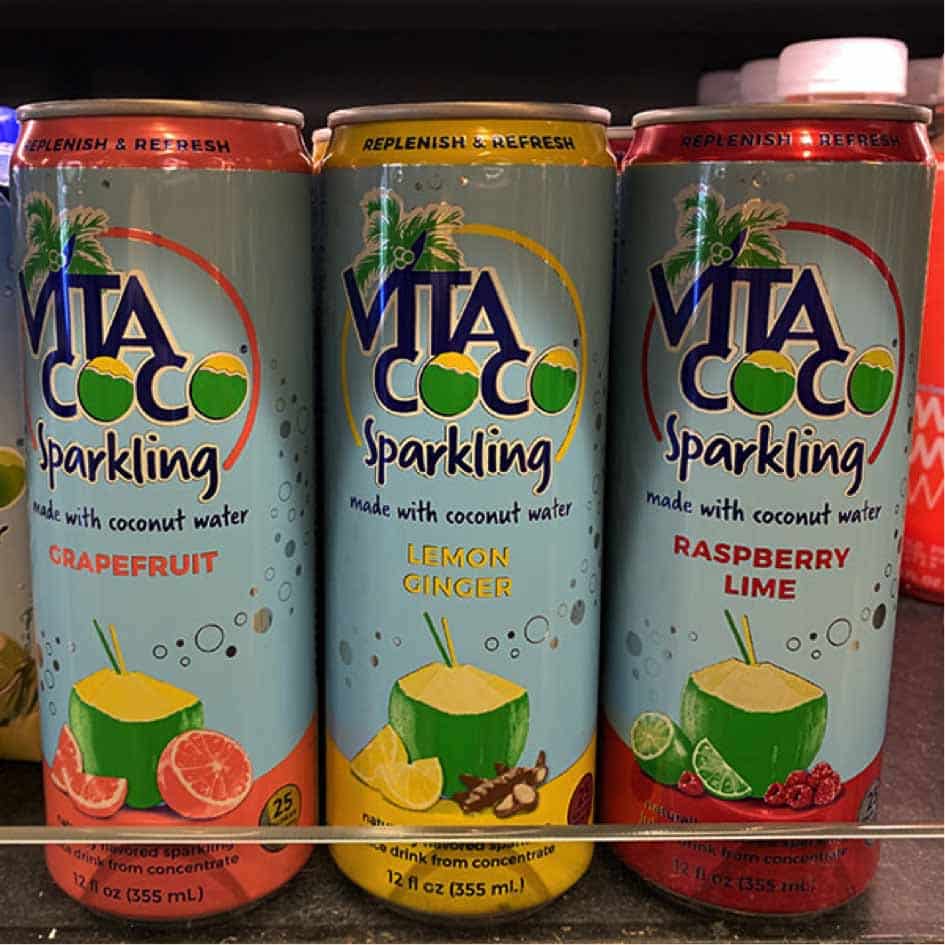 REPLENISH & REFRESH
VITA
COCO
Sparkling
made with coconut water
GRAPEFRUIT
25
flavored sparkling
drink from concentrate
12 fl oz (355 mL)
REPLENISH & REFRESH
VITA
COCO
Sparkling
made with coconut water
LEMON
GINGER
drink from concentrate
12 fl oz (355 mL)
REPLENISH & REFRESH
VITA
COCO
Sparkling
made with coconut water
RASPBERRY
LIME
drink from concentrate
12 fl oz (355 mL)